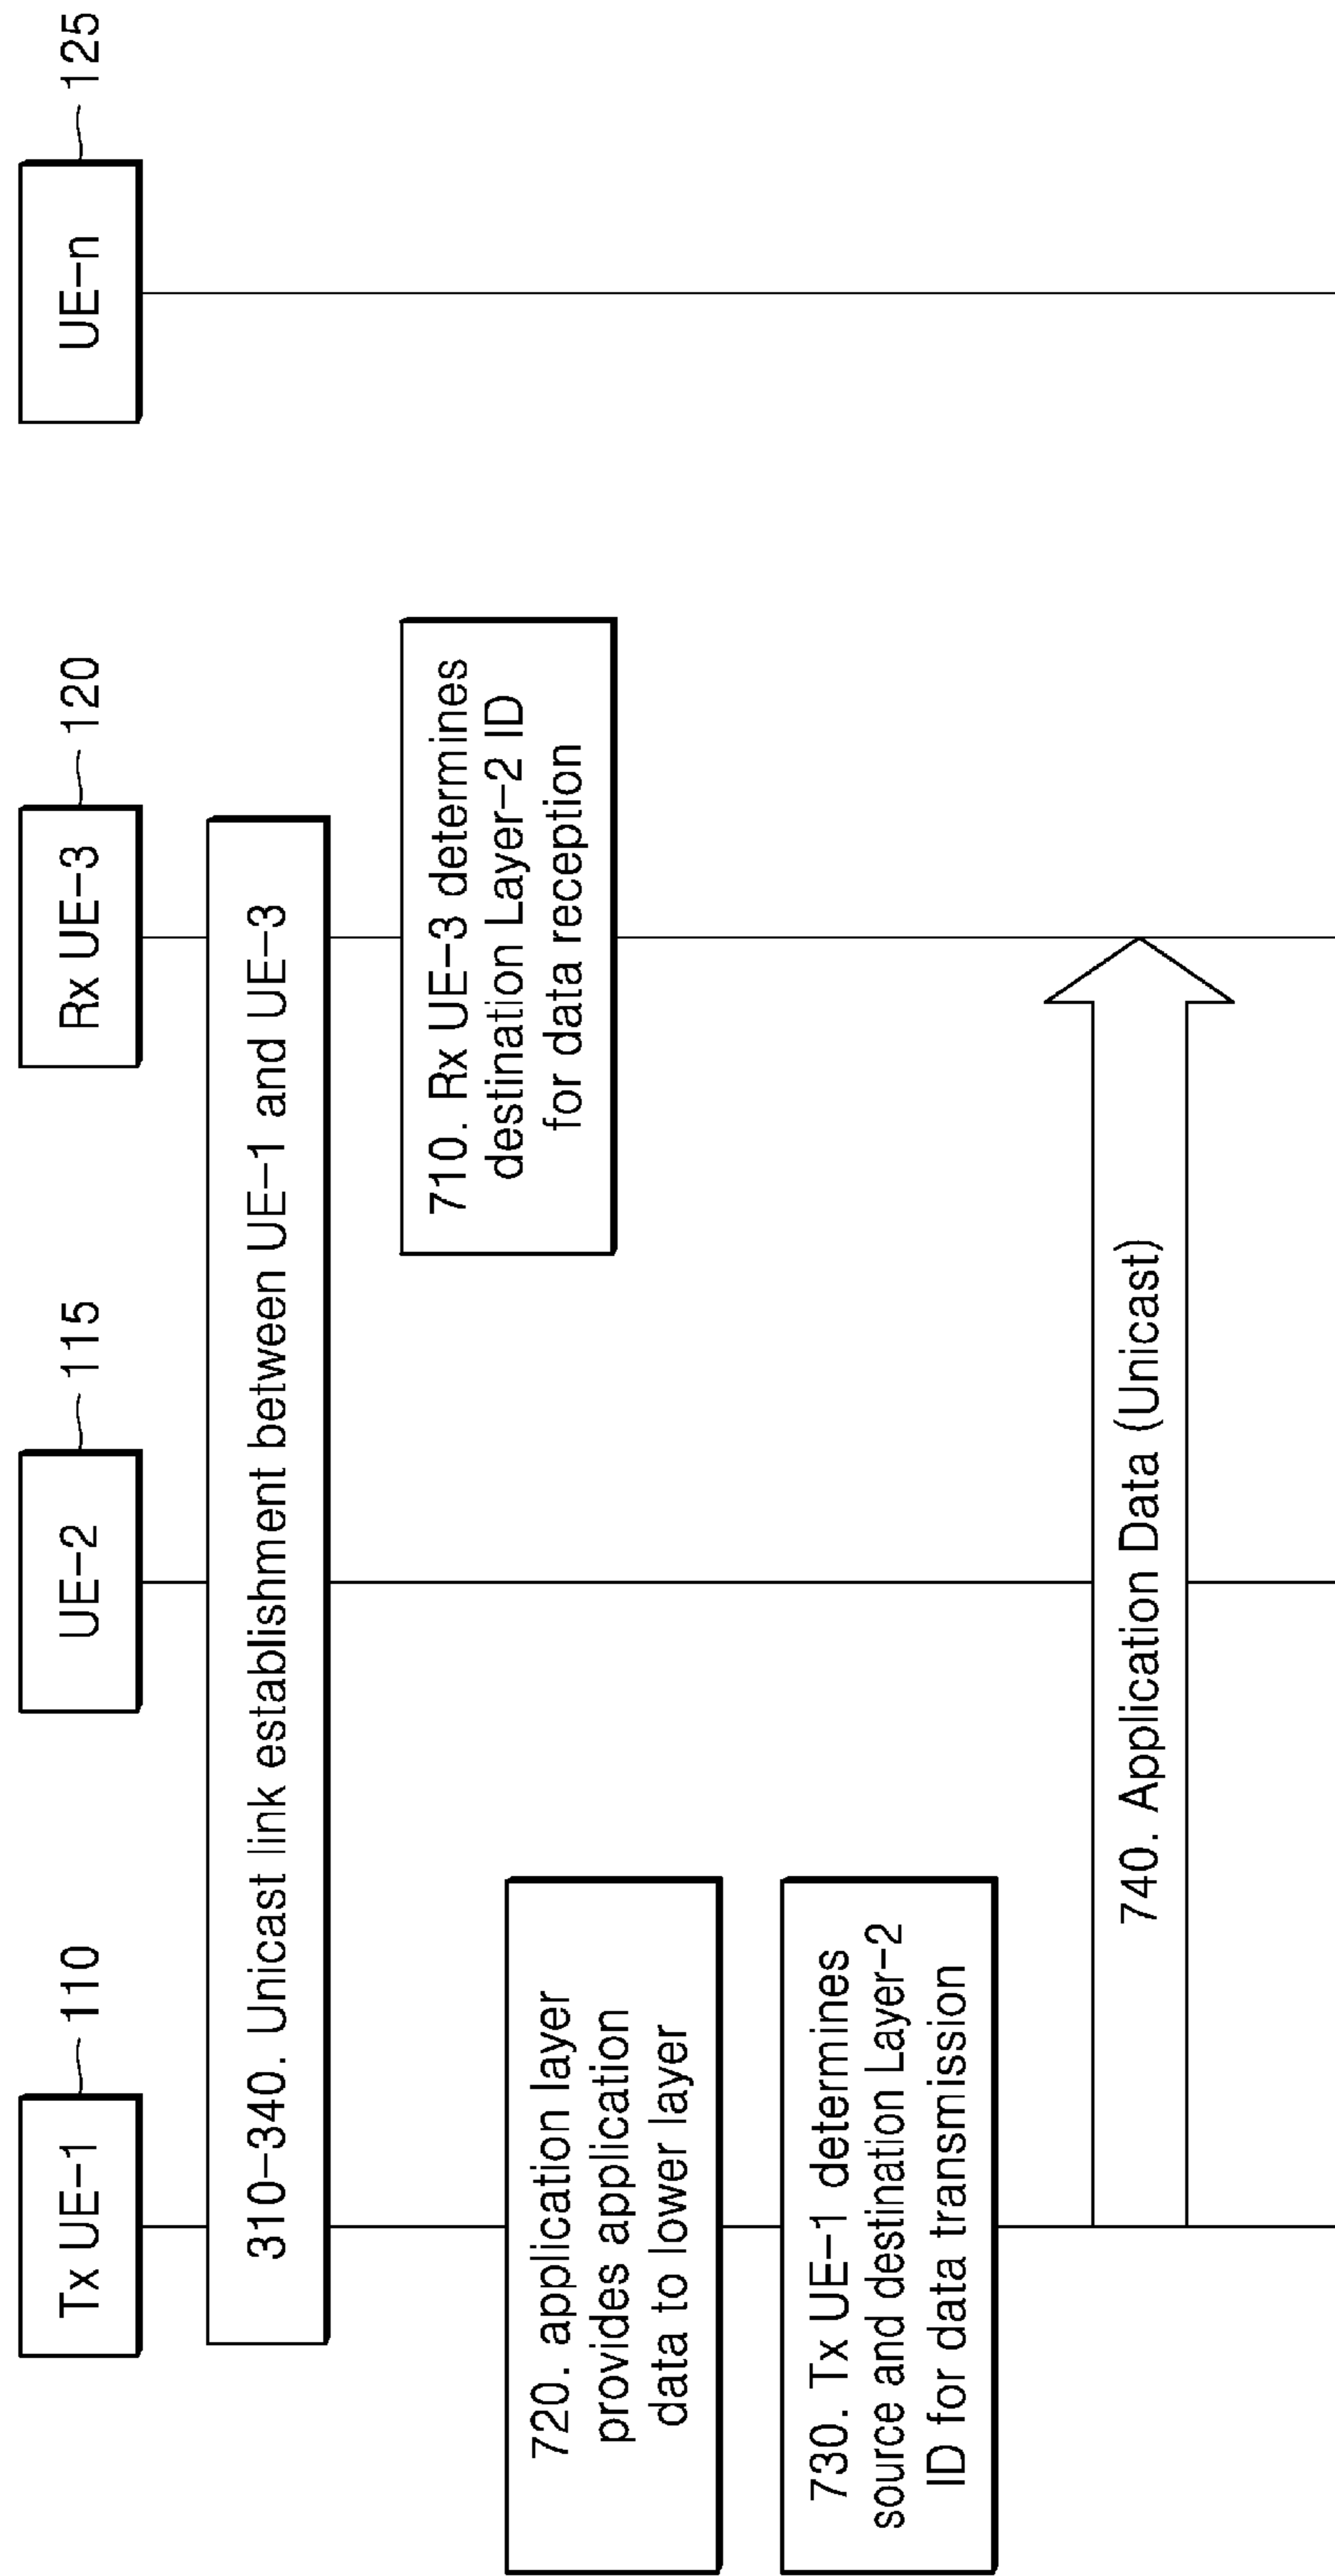 Tx UE-1
110
UE-2
115
Rx UE-3
120
UE-n
125
310-340. Unicast link establishment between UE-1 and UE-3
710. Rx UE-3 determines
destination Layer-2 ID
for data reception
720. application layer
provides application
data to lower layer
730. Tx UE-1 determines
source and destination Layer-2
ID for data transmission
740. Application Data (Unicast)